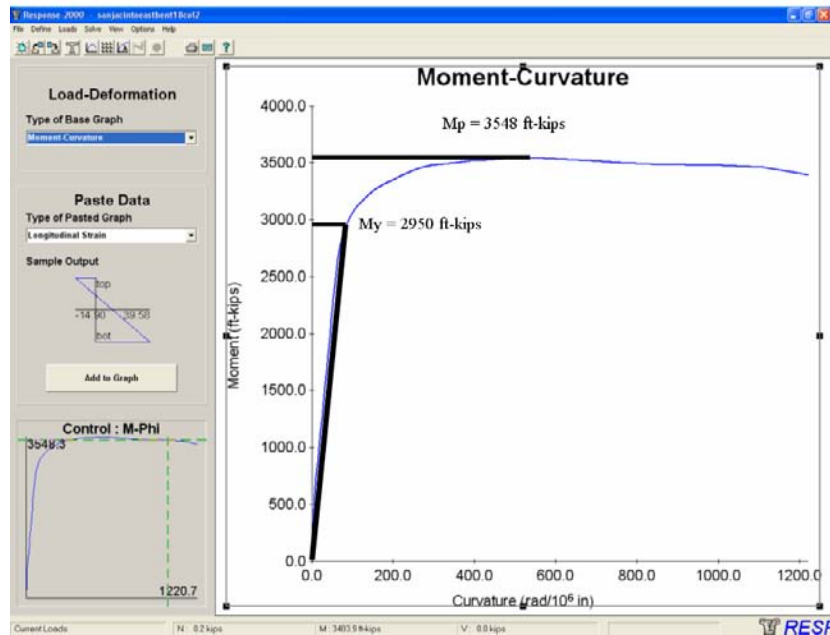 Response 2000 - sanjacintoeastbent18col2
File Define Loads Solve View Options Help
Load-Deformation
Type of Base Graph
Moment-Curvature
Paste Data
Type of Pasted Graph
Longitudinal Strain
Sample Output
top
-14.90 39.58
bot
Add to Graph
Control : M-Phi
3548.3
1220.7
Moment-Curvature
Mp = 3548 ft-kips
My = 2950 ft-kips
Moment (ft-kips)
4000.0
3500.0
3000.0
2500.0
2000.0
1500.0
1000.0
500.0
0.0
0.0 200.0 400.0 600.0 800.0 1000.0 1200.0
Curvature (rad/10⁶ in)
Current Loads N : 0.2 kips M : 3403.9 ft-kips V : 0.0 kips
RESP